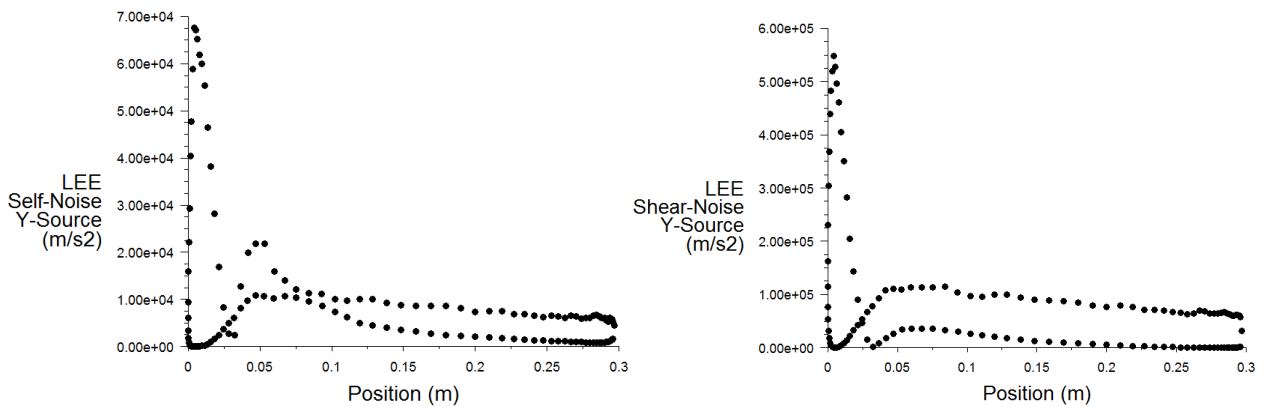 7.00e+04
6.00e+04
5.00e+04
4.00e+04
LEE
Self-Noise
Y-Source
(m/s2)
3.00e+04
2.00e+04
1.00e+04
0.00e+00
0 0.05 0.1 0.15 0.2 0.25 0.3
Position (m)
6.00e+05
5.00e+05
4.00e+05
3.00e+05
LEE
Shear-Noise
Y-Source
(m/s2)
2.00e+05
1.00e+05
0.00e+00
0 0.05 0.1 0.15 0.2 0.25 0.3
Position (m)